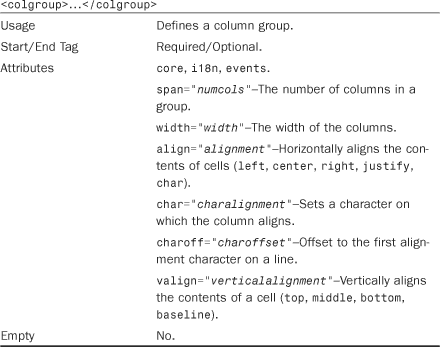 <colgroup>...</colgroup>
Usage Defines a column group.
Start/End Tag Required/Optional.
Attributes core, i18n, events.
span="numcols"–The number of columns in a
group.
width="width"–The width of the columns.
align="alignment"–Horizontally aligns the con-
tents of cells (left, center, right, justify,
char).
char="charalignment"–Sets a character on
which the column aligns.
charoff="charoffset"–Offset to the first align-
ment character on a line.
valign="verticalalignment"–Vertically aligns
the contents of a cell (top, middle, bottom,
baseline).
Empty No.